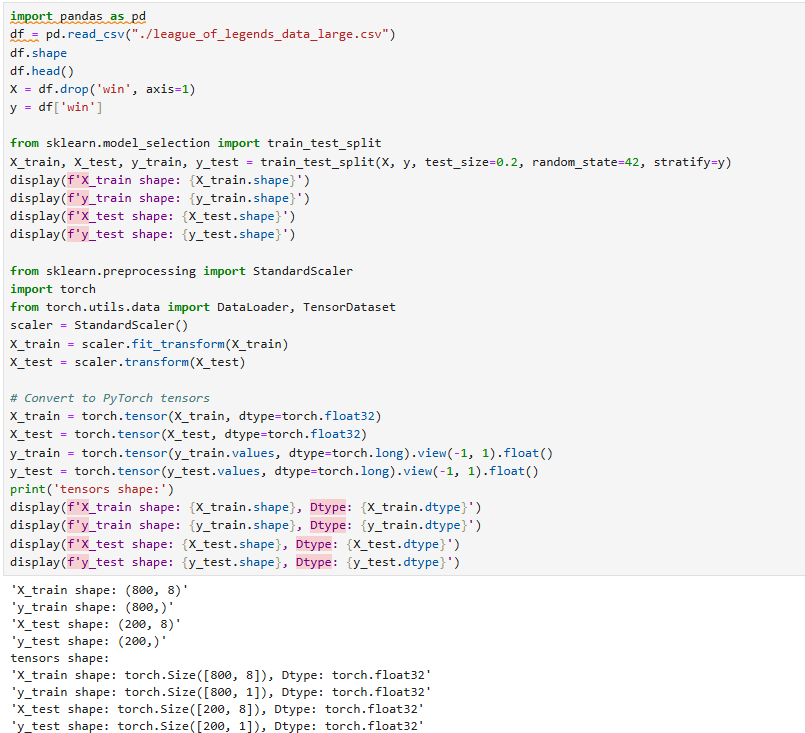 import pandas as pd
df = pd.read_csv("./league_of_legends_data_large.csv")
df.shape
df.head()
X = df.drop('win', axis=1)
y = df['win']
from sklearn.model_selection import train_test_split
X_train, X_test, y_train, y_test = train_test_split(X, y, test_size=0.2, random_state=42, stratify=y)
display(f'X_train shape: {X_train.shape}')
display(f'y_train shape: {y_train.shape}')
display(f'X_test shape: {X_test.shape}')
display(f'y_test shape: {y_test.shape}')
from sklearn.preprocessing import StandardScaler
import torch
from torch.utils.data import DataLoader, TensorDataset
scaler = StandardScaler()
X_train = scaler.fit_transform(X_train)
X_test = scaler.transform(X_test)
# Convert to PyTorch tensors
X_train = torch.tensor(X_train, dtype=torch.float32)
X_test = torch.tensor(X_test, dtype=torch.float32)
y_train = torch.tensor(y_train.values, dtype=torch.long).view(-1, 1).float()
y_test = torch.tensor(y_test.values, dtype=torch.long).view(-1, 1).float()
print('tensors shape:')
display(f'X_train shape: {X_train.shape}, Dtype: {X_train.dtype}')
display(f'y_train shape: {y_train.shape}, Dtype: {y_train.dtype}')
display(f'X_test shape: {X_test.shape}, Dtype: {X_test.dtype}')
display(f'y_test shape: {y_test.shape}, Dtype: {y_test.dtype}')
'X_train shape: (800, 8)'
'y_train shape: (800,)'
'X_test shape: (200, 8)'
'y_test shape: (200,)'
tensors shape:
'X_train shape: torch.Size([800, 8]), Dtype: torch.float32'
'y_train shape: torch.Size([800, 1]), Dtype: torch.float32'
'X_test shape: torch.Size([200, 8]), Dtype: torch.float32'
'y_test shape: torch.Size([200, 1]), Dtype: torch.float32'